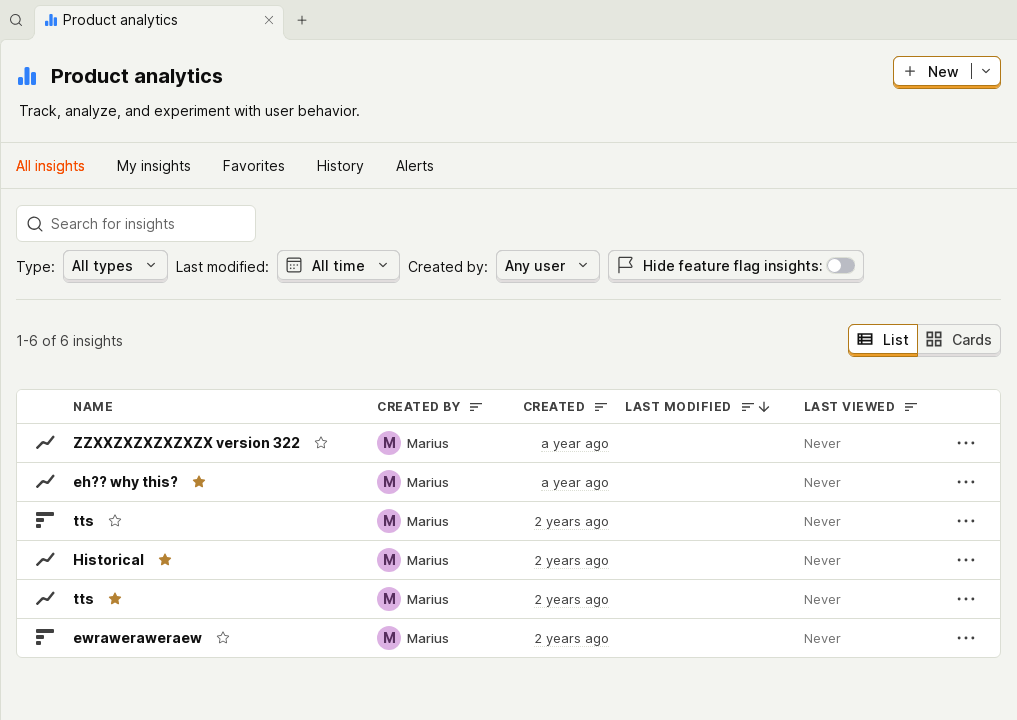 Product analytics
Product analytics
New
Track, analyze, and experiment with user behavior.
All insights My insights Favorites History Alerts
Search for insights
Type: All types Last modified: All time Created by: Any user Hide feature flag insights:
1-6 of 6 insights List Cards
NAME CREATED BY CREATED LAST MODIFIED LAST VIEWED
ZZXXZXZXZXZXZX version 322 M Marius a year ago Never
eh?? why this? M Marius a year ago Never
tts M Marius 2 years ago Never
Historical M Marius 2 years ago Never
tts M Marius 2 years ago Never
ewraweraweraew M Marius 2 years ago Never